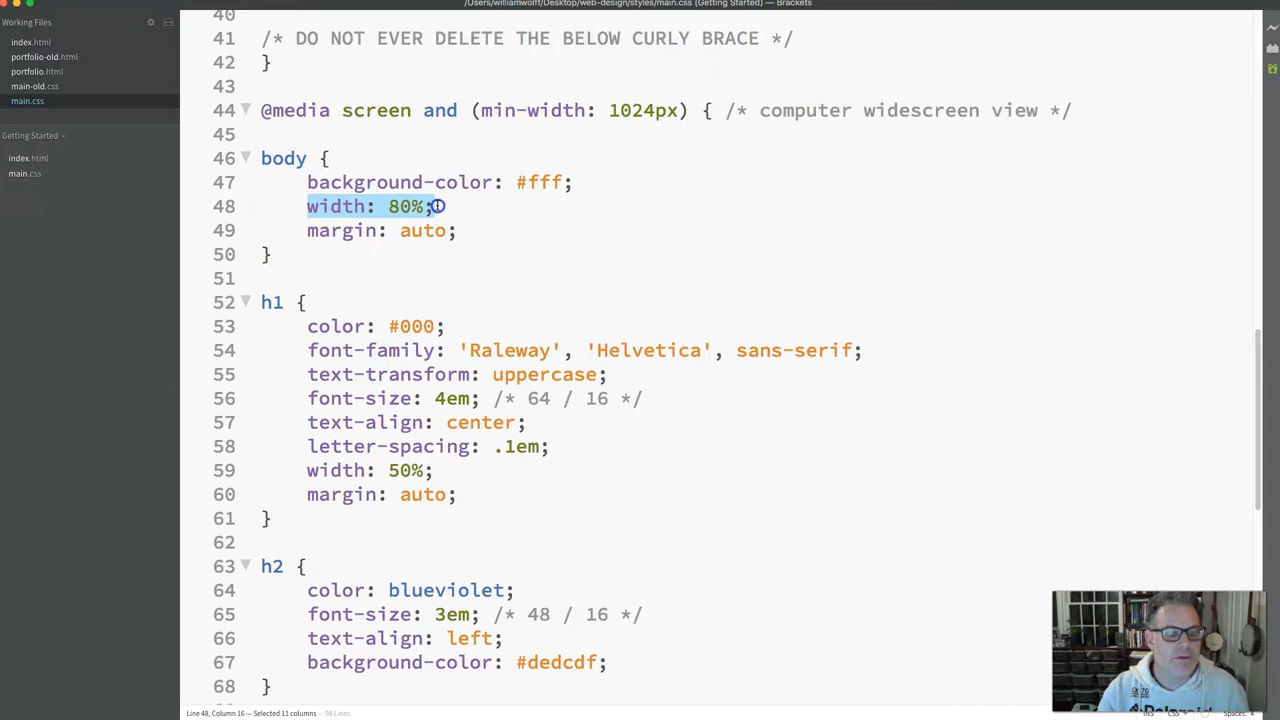 /Users/williamwolff/Desktop/web-design/styles/main.css (Getting Started) — Brackets
Working Files
index.html
portfolio-old.html
portfolio.html
main-old.css
main.css
Getting Started
index.html
main.css
40
41 /* DO NOT EVER DELETE THE BELOW CURLY BRACE */
42 }
43
44 @media screen and (min-width: 1024px) { /* computer widescreen view */
45
46 body {
47 background-color: #fff;
48 width: 80%;
49 margin: auto;
50 }
51
52 h1 {
53 color: #000;
54 font-family: 'Raleway', 'Helvetica', sans-serif;
55 text-transform: uppercase;
56 font-size: 4em; /* 64 / 16 */
57 text-align: center;
58 letter-spacing: .1em;
59 width: 50%;
60 margin: auto;
61 }
62
63 h2 {
64 color: blueviolet;
65 font-size: 3em; /* 48 / 16 */
66 text-align: left;
67 background-color: #dedcdf;
68 }
Line 48, Column 16 — Selected 11 columns — 98 Lines
INS CSS Spaces: 4